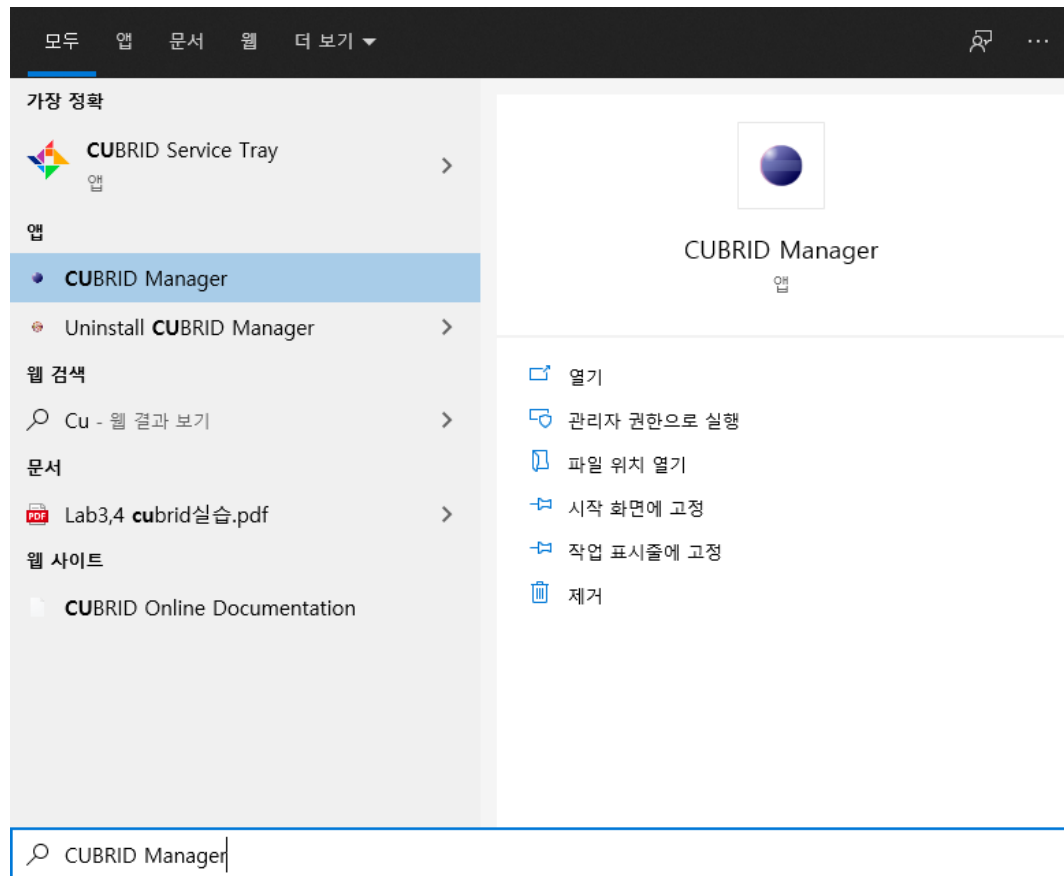 모두 앱 문서 웹 더 보기
가장 정확
CUBRID Service Tray
앱
앱
CUBRID Manager
Uninstall CUBRID Manager
웹 검색
Cu - 웹 결과 보기
문서
PDF Lab3,4 cubrid실습.pdf
웹 사이트
CUBRID Online Documentation
CUBRID Manager
앱
열기
관리자 권한으로 실행
파일 위치 열기
시작 화면에 고정
작업 표시줄에 고정
제거
CUBRID Manager